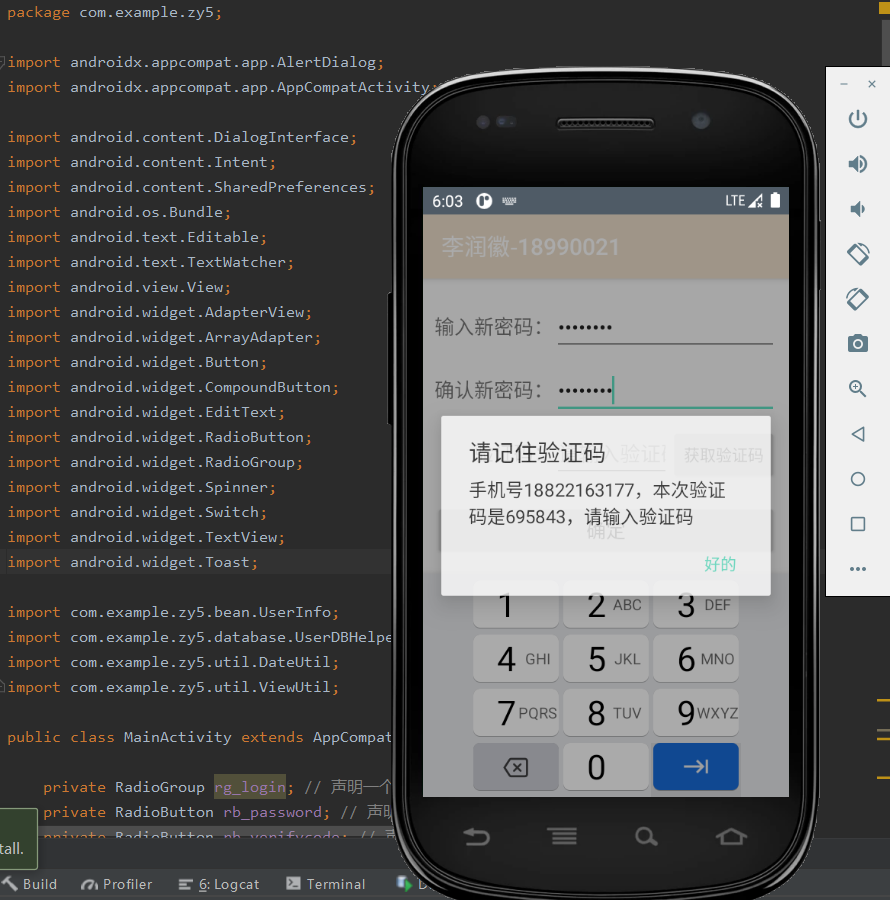 package com.example.zy5;
import androidx.appcompat.app.AlertDialog;
import androidx.appcompat.app.AppCompatActivity;
import android.content.DialogInterface;
import android.content.Intent;
import android.content.SharedPreferences;
import android.os.Bundle;
import android.text.Editable;
import android.text.TextWatcher;
import android.view.View;
import android.widget.AdapterView;
import android.widget.ArrayAdapter;
import android.widget.Button;
import android.widget.CompoundButton;
import android.widget.EditText;
import android.widget.RadioButton;
import android.widget.RadioGroup;
import android.widget.Spinner;
import android.widget.Switch;
import android.widget.TextView;
import android.widget.Toast;
import com.example.zy5.bean.UserInfo;
import com.example.zy5.database.UserDBHelpe
import com.example.zy5.util.DateUtil;
import com.example.zy5.util.ViewUtil;
public class MainActivity extends AppCompat
private RadioGroup rg_login; // 声明一个
private RadioButton rb_password; // 声明
private RadioButton rb_verifycode; // 声
tall.
Build Profiler 6: Logcat Terminal D
6:03 LTE
李润徽-18990021
输入新密码： ••••••••
确认新密码： ••••••••
入验证码
获取验证码
请记住验证码
手机号18822163177，本次验证
码是695843，请输入验证码
确定
好的
1 2 ABC 3 DEF
4 GHI 5 JKL 6 MNO
7 PQRS 8 TUV 9 WXYZ
0